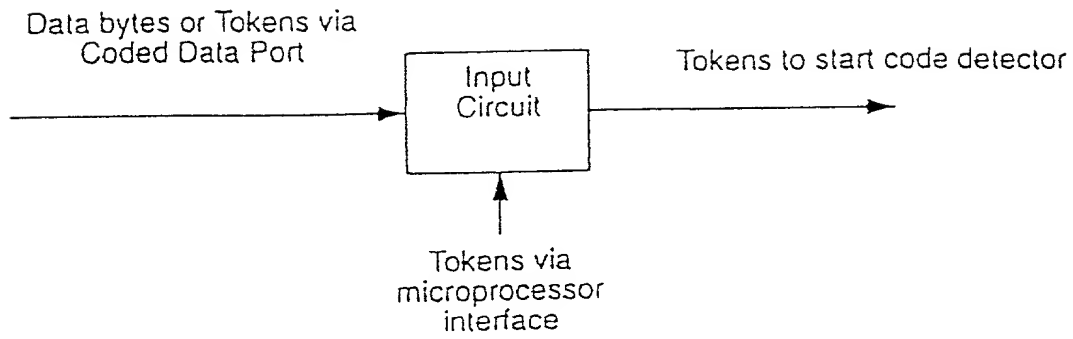 Data bytes or Tokens via
Coded Data Port
Input
Circuit
Tokens to start code detector
Tokens via
microprocessor
interface